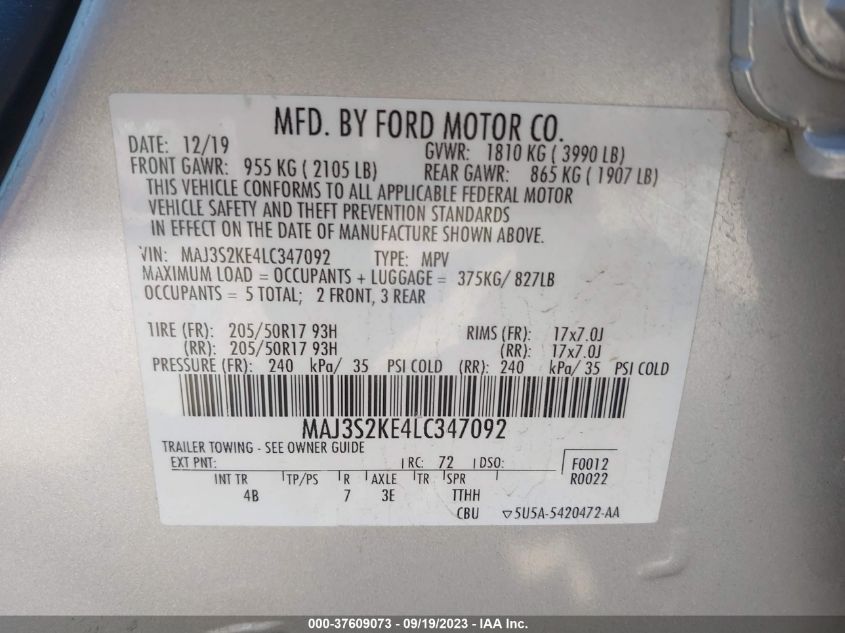 MFD. BY FORD MOTOR CO.
DATE: 12/19 GVWR: 1810 KG ( 3990 LB)
FRONT GAWR: 955 KG ( 2105 LB) REAR GAWR: 865 KG ( 1907 LB)
THIS VEHICLE CONFORMS TO ALL APPLICABLE FEDERAL MOTOR
VEHICLE SAFETY AND THEFT PREVENTION STANDARDS
IN EFFECT ON THE DATE OF MANUFACTURE SHOWN ABOVE.
VIN: MAJ3S2KE4LC347092 TYPE: MPV
MAXIMUM LOAD = OCCUPANTS + LUGGAGE = 375KG/ 827LB
OCCUPANTS = 5 TOTAL; 2 FRONT, 3 REAR
TIRE (FR): 205/50R17 93H RIMS (FR): 17x7.0J
(RR): 205/50R17 93H (RR): 17x7.0J
PRESSURE (FR): 240 kPa/ 35 PSI COLD (RR): 240 kPa/ 35 PSI COLD
MAJ3S2KE4LC347092
TRAILER TOWING - SEE OWNER GUIDE
EXT PNT: RC: 72 DSO: F0012
R0022
INT TR TP/PS R AXLE TR SPR
4B 7 3E TTHH
CBU ▽5U5A-5420472-AA
000-37609073 - 09/19/2023 - IAA Inc.